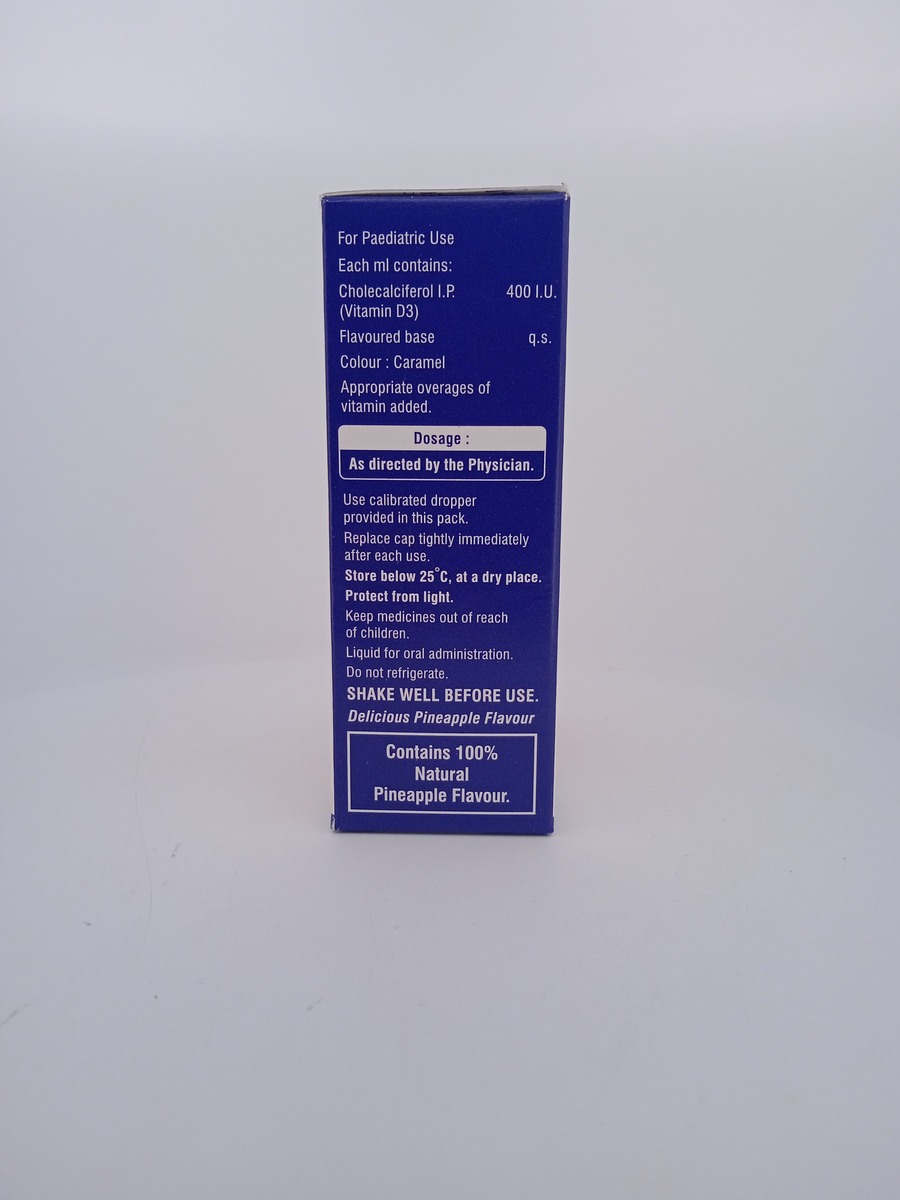 For Paediatric Use
Each ml contains:
Cholecalciferol I.P. 400 I.U.
(Vitamin D3)
Flavoured base q.s.
Colour : Caramel
Appropriate overages of
vitamin added.
Dosage :
As directed by the Physician.
Use calibrated dropper
provided in this pack.
Replace cap tightly immediately
after each use.
Store below 25°C, at a dry place.
Protect from light.
Keep medicines out of reach
of children.
Liquid for oral administration.
Do not refrigerate.
SHAKE WELL BEFORE USE.
Delicious Pineapple Flavour
Contains 100%
Natural
Pineapple Flavour.